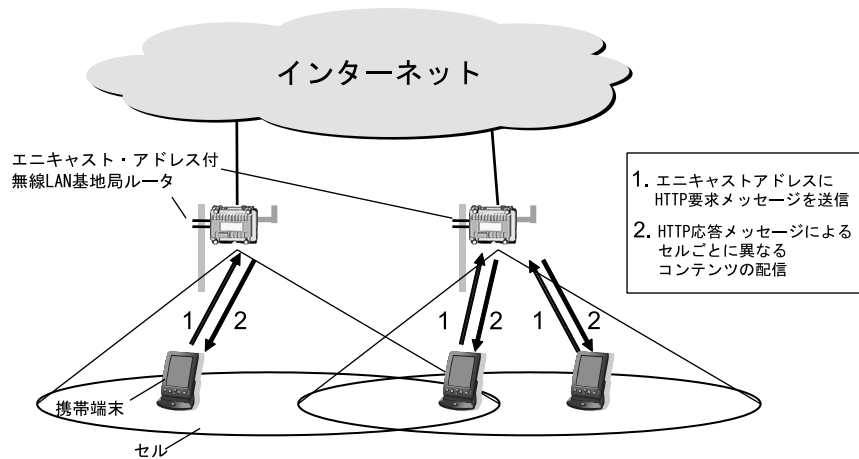 インターネット
エニキャスト・アドレス付
無線LAN基地局ルータ
1. エニキャストアドレスに
HTTP要求メッセージを送信
2. HTTP応答メッセージによる
セルごとに異なる
コンテンツの配信
1
2
1
2
1
2
携帯端末
セル